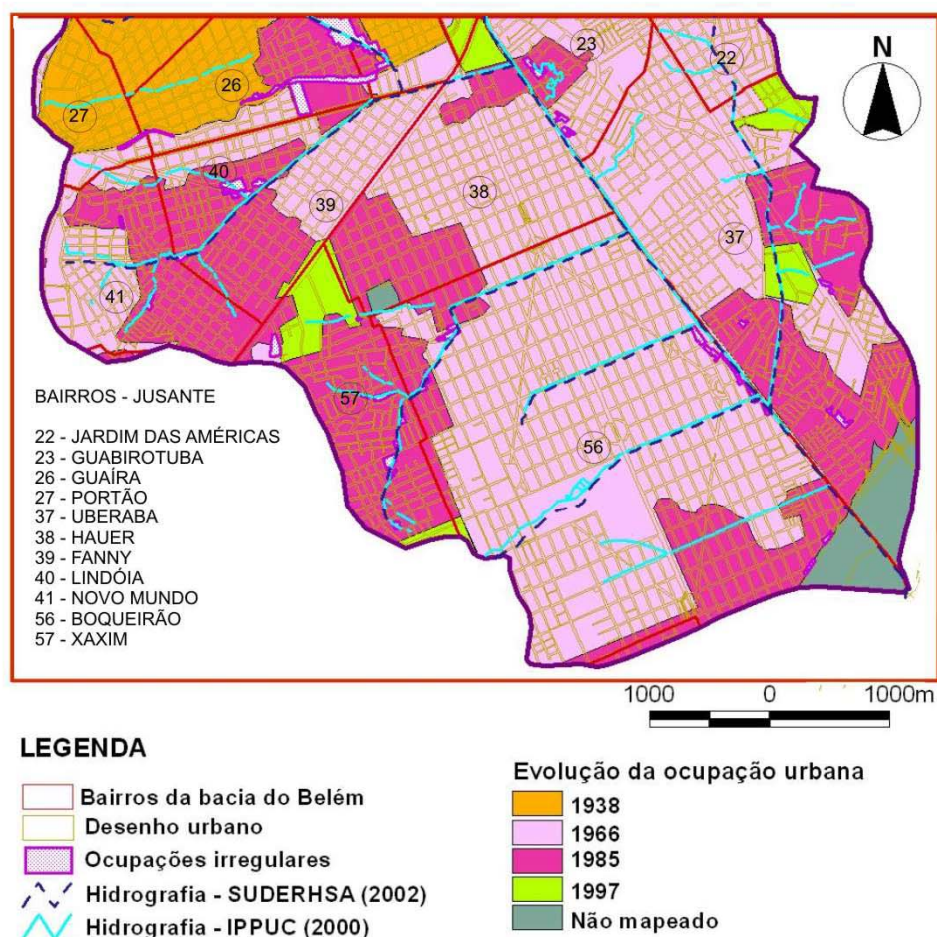 23
22
N
26
27
40
39
38
37
41
57
56
BAIRROS - JUSANTE
22 - JARDIM DAS AMÉRICAS
23 - GUABIROTUBA
26 - GUAÍRA
27 - PORTÃO
37 - UBERABA
38 - HAUER
39 - FANNY
40 - LINDÓIA
41 - NOVO MUNDO
56 - BOQUEIRÃO
57 - XAXIM
1000 0 1000m
LEGENDA
Bairros da bacia do Belém
Desenho urbano
Ocupações irregulares
Hidrografia - SUDERHSA (2002)
Hidrografia - IPPUC (2000)
Evolução da ocupação urbana
1938
1966
1985
1997
Não mapeado